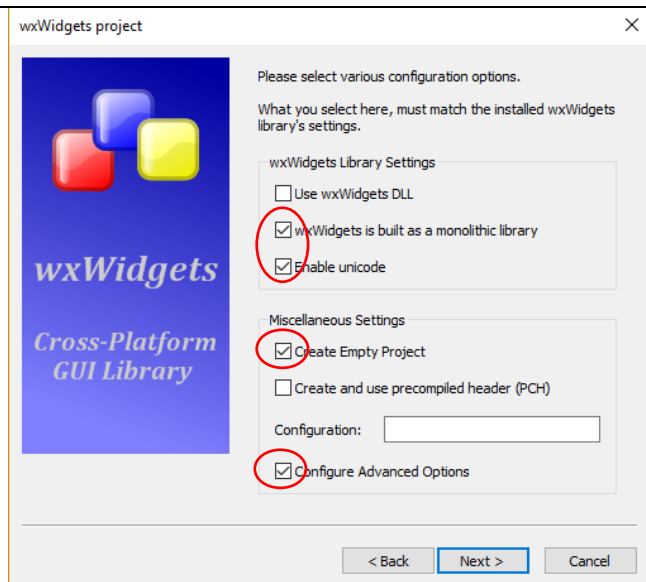 wxWidgets project
Please select various configuration options.
What you select here, must match the installed wxWidgets
library's settings.
wxWidgets Library Settings
Use wxWidgets DLL
wxWidgets is built as a monolithic library
Enable unicode
wxWidgets
Cross-Platform
GUI Library
Miscellaneous Settings
Create Empty Project
Create and use precompiled header (PCH)
Configuration:
Configure Advanced Options
< Back
Next >
Cancel